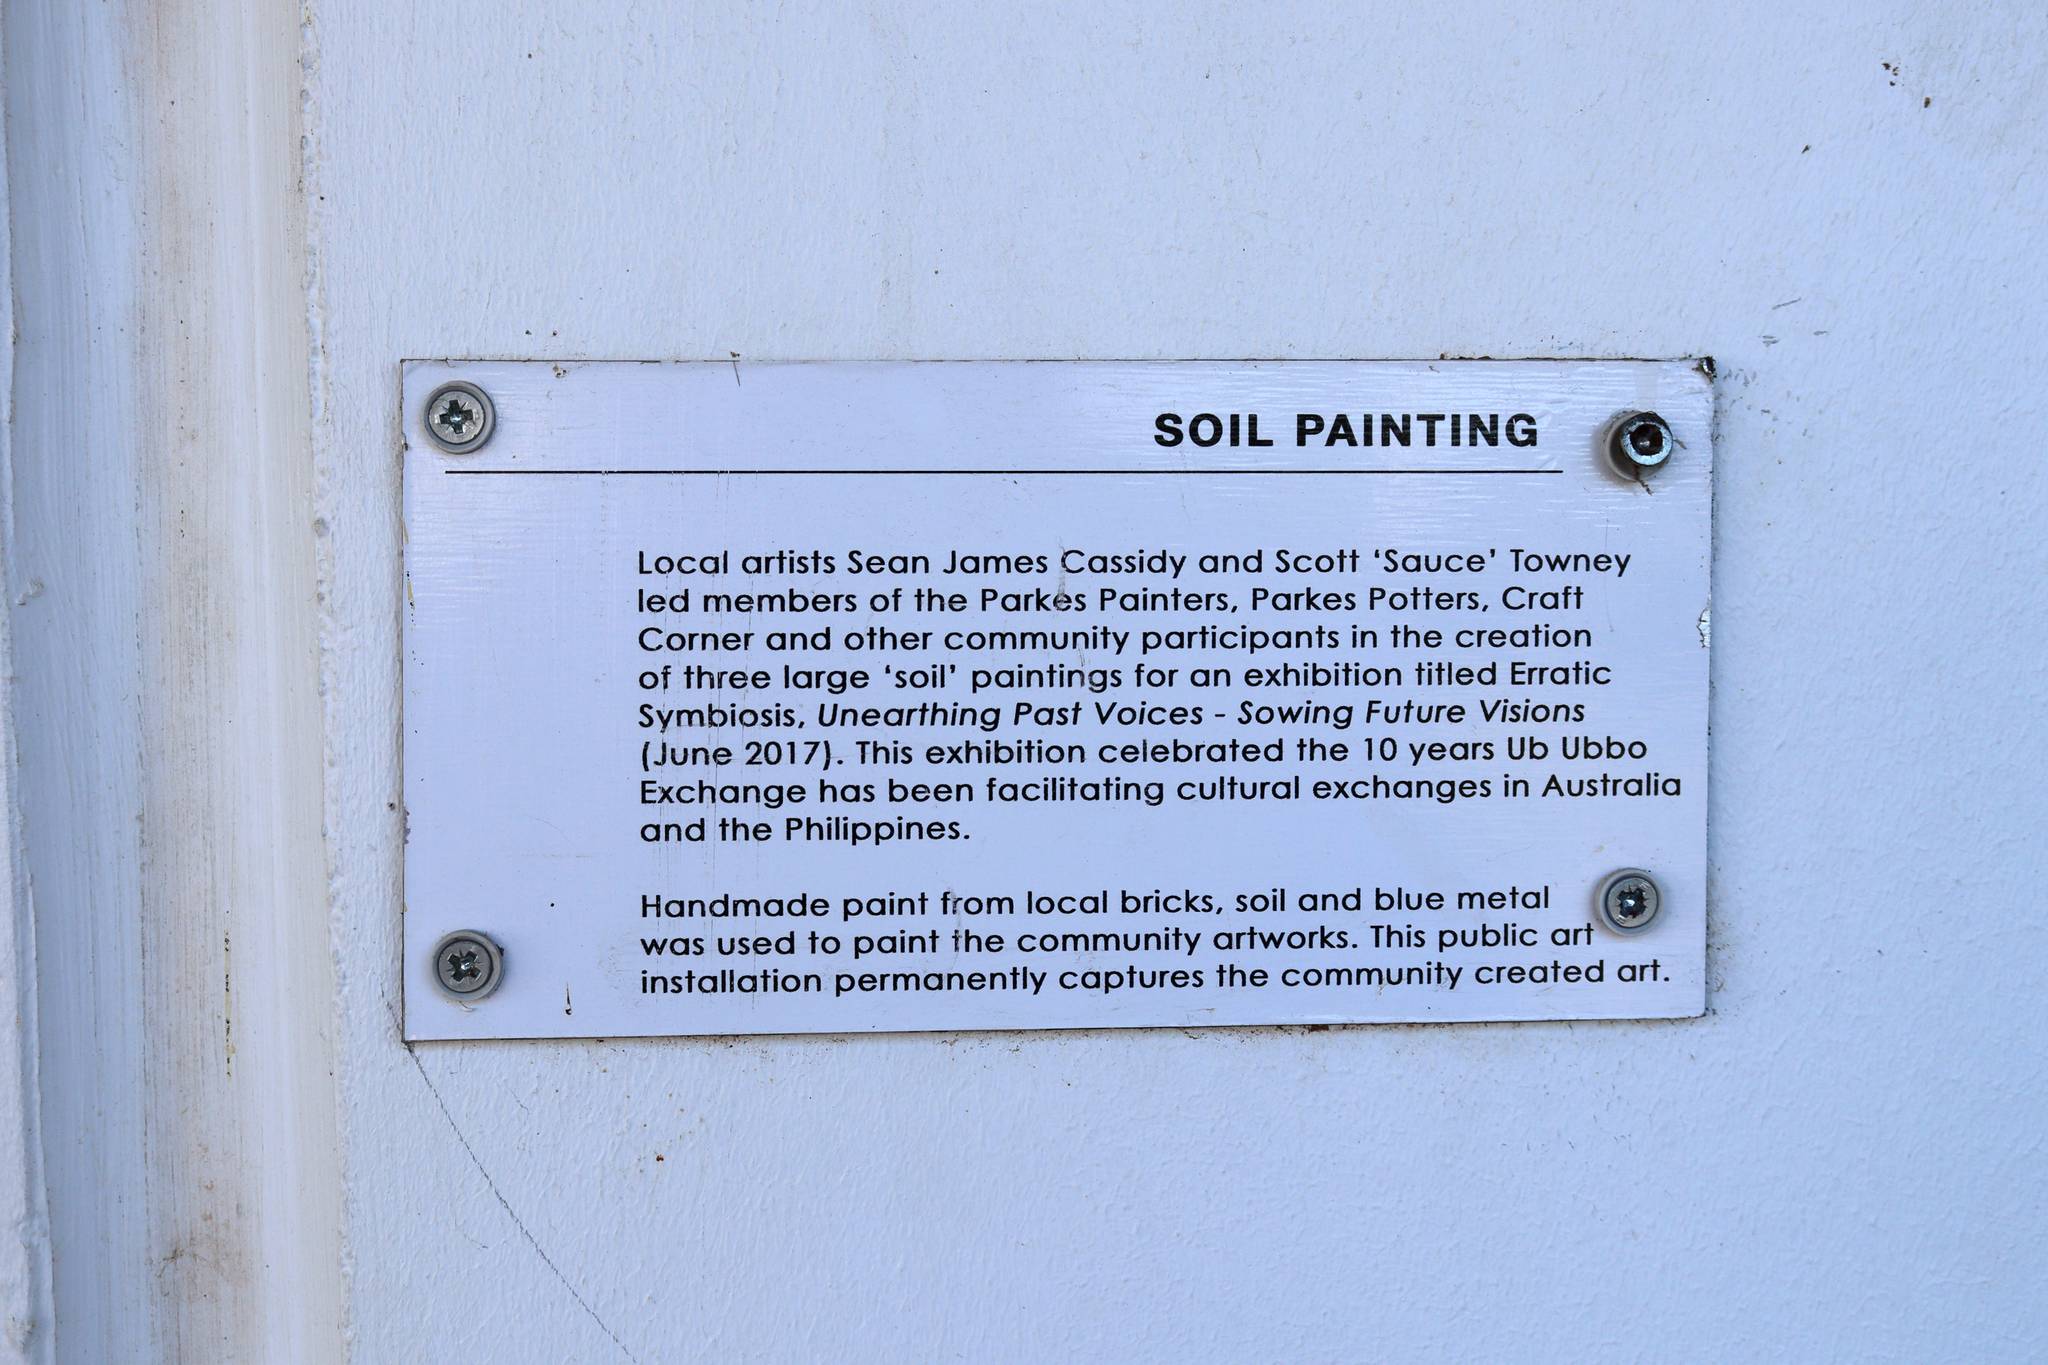 SOIL PAINTING
Local artists Sean James Cassidy and Scott ‘Sauce’ Towney
led members of the Parkes Painters, Parkes Potters, Craft
Corner and other community participants in the creation
of three large ‘soil’ paintings for an exhibition titled Erratic
Symbiosis, Unearthing Past Voices - Sowing Future Visions
(June 2017). This exhibition celebrated the 10 years Ub Ubbo
Exchange has been facilitating cultural exchanges in Australia
and the Philippines.
Handmade paint from local bricks, soil and blue metal
was used to paint the community artworks. This public art
installation permanently captures the community created art.